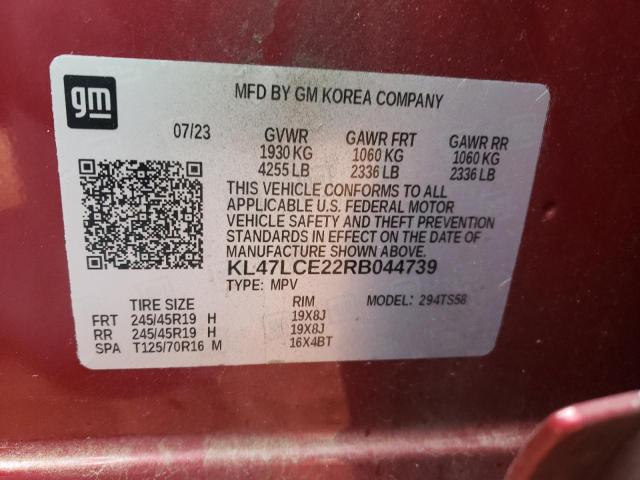 gm
MFD BY GM KOREA COMPANY
07/23 GVWR GAWR FRT GAWR RR
1930 KG 1060 KG 1060 KG
4255 LB 2336 LB 2336 LB
THIS VEHICLE CONFORMS TO ALL
APPLICABLE U.S. FEDERAL MOTOR
VEHICLE SAFETY AND THEFT PREVENTION
STANDARDS IN EFFECT ON THE DATE OF
MANUFACTURE SHOWN ABOVE.
KL47LCE22RB044739
TYPE: MPV MODEL: 294TS58
TIRE SIZE RIM
FRT 245/45R19 H 19X8J
RR 245/45R19 H 19X8J
SPA T125/70R16 M 16X4BT